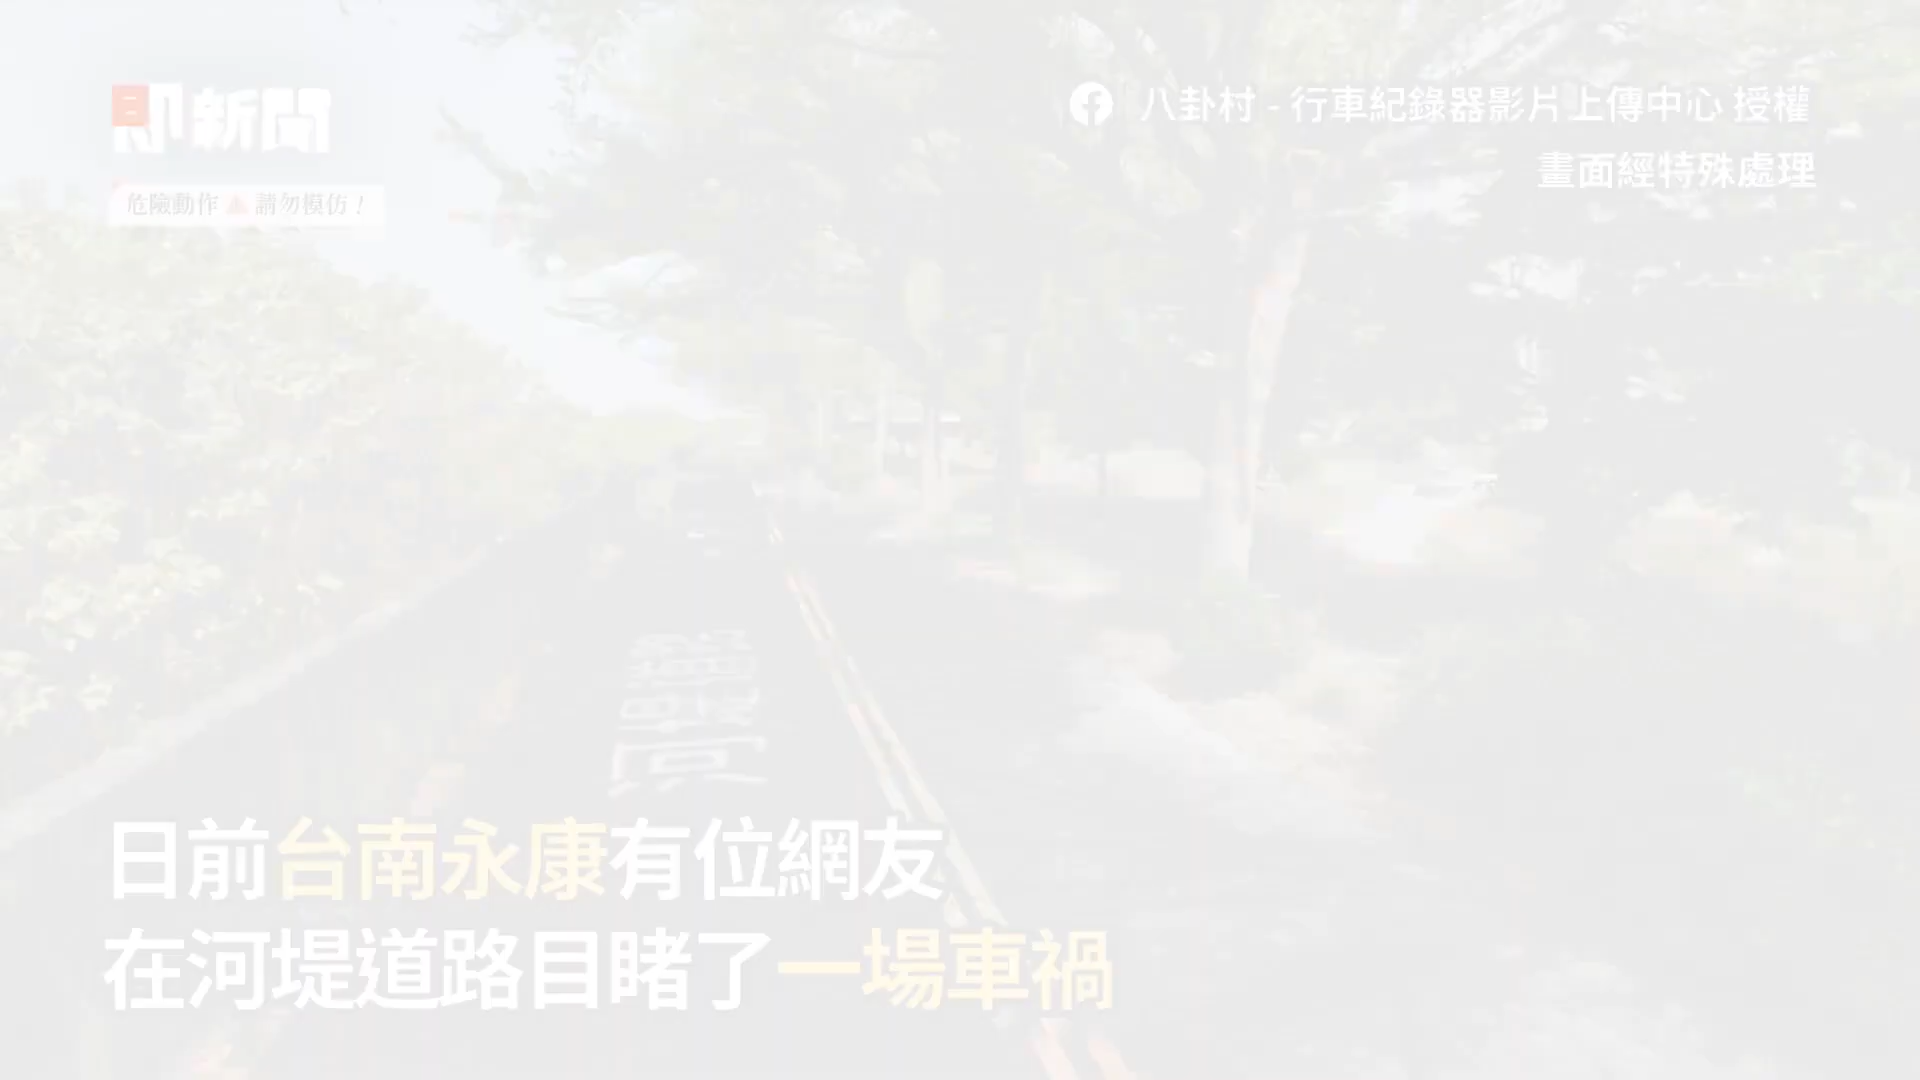 即新聞
危險動作⚠請勿模仿！
八卦村 - 行車紀錄器影片上傳中心 授權
畫面經特殊處理
日前台南永康有位網友
在河堤道路目睹了一場車禍